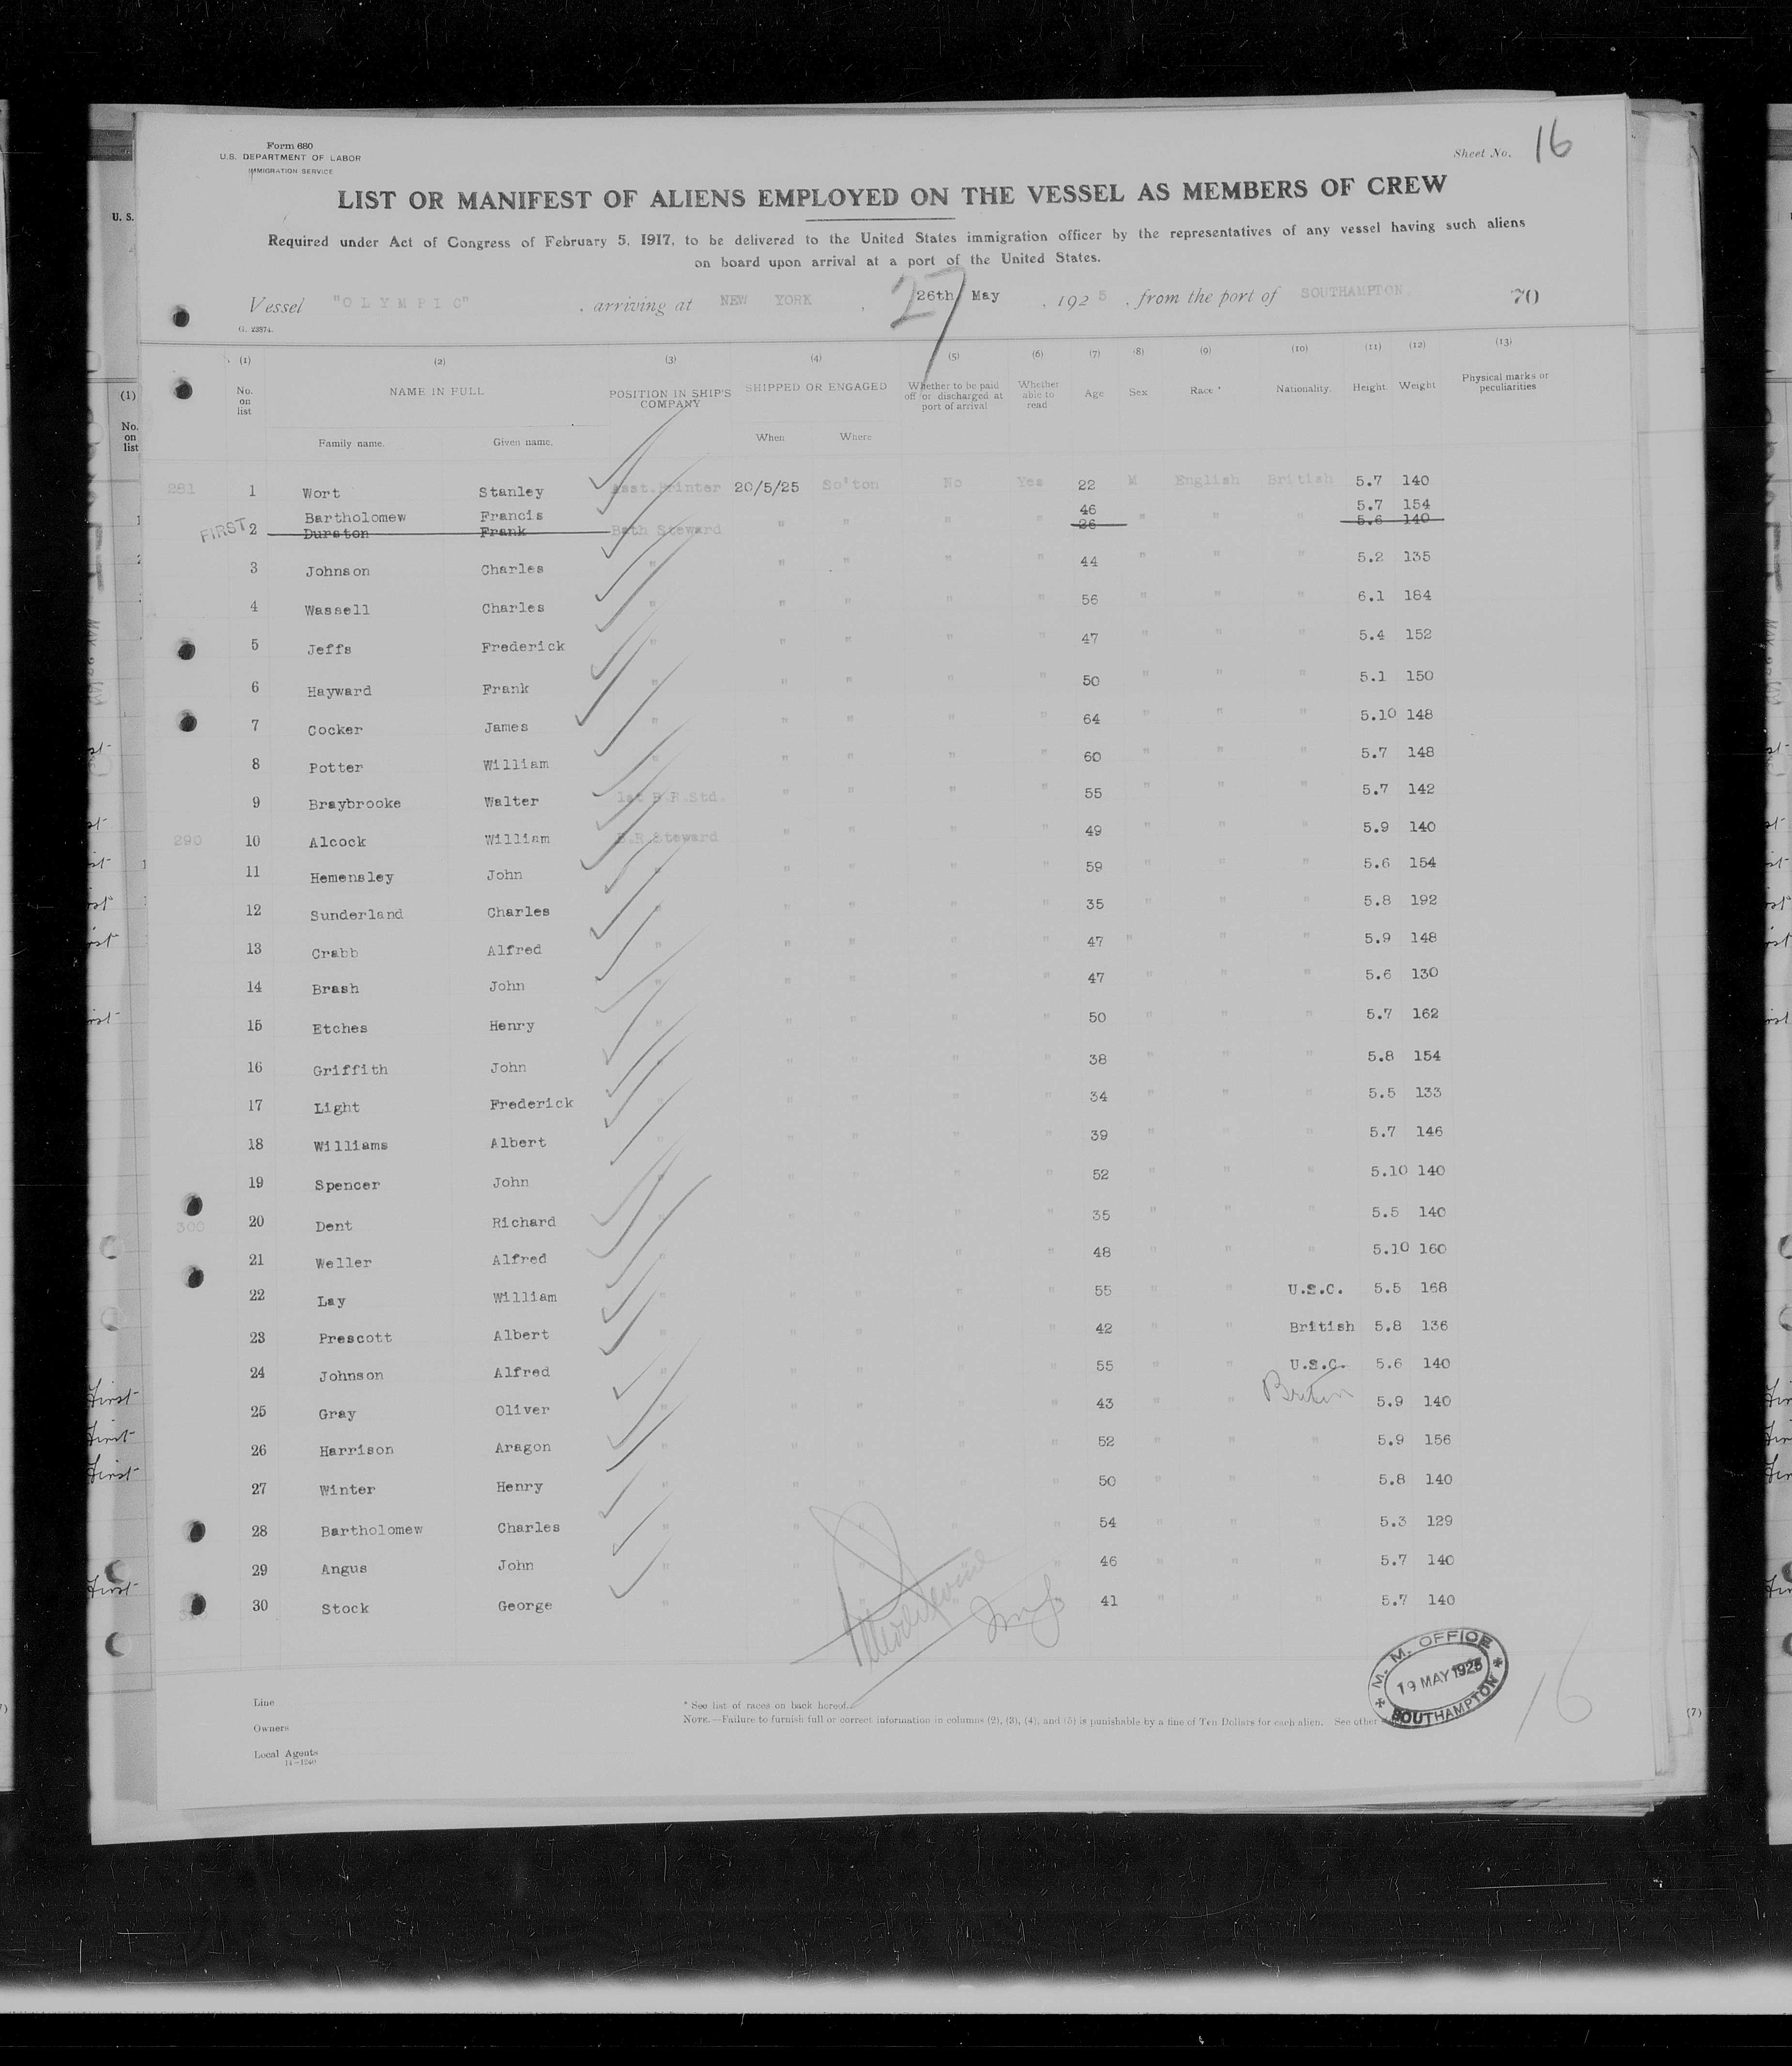 Form 680
U.S. DEPARTMENT OF LABOR
IMMIGRATION SERVICE
Sheet No. 16
LIST OR MANIFEST OF ALIENS EMPLOYED ON THE VESSEL AS MEMBERS OF CREW
Required under Act of Congress of February 5, 1917, to be delivered to the United States immigration officer by the representatives of any vessel having such aliens
on board upon arrival at a port of the United States.
Vessel "OLYMPIC", arriving at NEW YORK, 27 26th May, 1925, from the port of SOUTHAMPTON. 70
G. 23874.
(1) (2) (3) (4) (5) (6) (7) (8) (9) (10) (11) (12) (13)
No. on list NAME IN FULL POSITION IN SHIP'S COMPANY SHIPPED OR ENGAGED Whether to be paid off or discharged at port of arrival Whether able to read Age Sex Race * Nationality. Height Weight Physical marks or peculiarities
Family name. Given name. When Where
281 1 Wort Stanley Asst.Printer 20/5/25 So'ton No Yes 22 M English British 5.7 140
Bartholomew Francis 46 5.7 154
FIRST 2 Durston Frank Bath Steward " " " " 26 " " " 5.6 140
3 Johnson Charles " " " " " 44 " " " 5.2 135
4 Wassell Charles " " " " " 56 " " " 6.1 184
5 Jeffs Frederick " " " " " 47 " " " 5.4 152
6 Hayward Frank " " " " " 50 " " " 5.1 150
7 Cocker James " " " " " 64 " " " 5.10 148
8 Potter William " " " " " 60 " " " 5.7 148
9 Braybrooke Walter 1st B.R.Std. " " " " 55 " " " 5.7 142
290 10 Alcock William B.R.Steward " " " " 49 " " " 5.9 140
11 Hemensley John " " " " " 59 " " " 5.6 154
12 Sunderland Charles " " " " " 35 " " " 5.8 192
13 Crabb Alfred " " " " " 47 " " " 5.9 148
14 Brash John " " " " " 47 " " " 5.6 130
15 Etches Henry " " " " " 50 " " " 5.7 162
16 Griffith John " " " " " 38 " " " 5.8 154
17 Light Frederick " " " " " 34 " " " 5.5 133
18 Williams Albert " " " " " 39 " " " 5.7 146
19 Spencer John " " " " " 52 " " " 5.10 140
300 20 Dent Richard " " " " " 35 " " " 5.5 140
21 Weller Alfred " " " " " 48 " " " 5.10 160
22 Lay William " " " " " 55 " " U.S.C. 5.5 168
23 Prescott Albert " " " " " 42 " " British 5.8 136
24 Johnson Alfred " " " " " 55 " " U.S.C. 5.6 140
25 Gray Oliver " " " " " 43 " " 5.9 140
26 Harrison Aragon " " " " " 52 " " " 5.9 156
27 Winter Henry " " " " " 50 " " " 5.8 140
28 Bartholomew Charles " " " " " 54 " " " 5.3 129
29 Angus John " " " " " 46 " " " 5.7 140
30 Stock George " " " " " 41 " " " 5.7 140
M. M. OFFICE
19 MAY 1925
SOUTHAMPTON
16
Line
Owners
Local Agents
14-1240
* See list of races on back hereof.
NOTE.—Failure to furnish full or correct information in columns (2), (3), (4), and (5) is punishable by a fine of Ten Dollars for each alien. See other
U. S.
(1)
No. on list
First
First
First
First
(7)